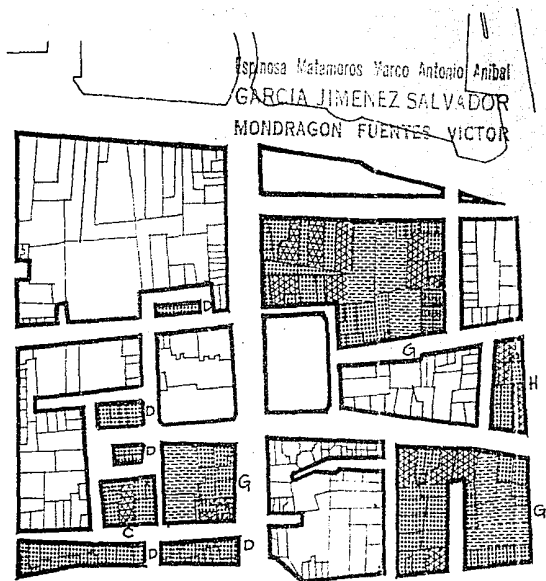 Espinosa Matamoros Marco Antonio Anibal
GARCIA JIMENEZ SALVADOR
MONDRAGON FUENTES VICTOR
D
G
H
D
D
G
G
C
D
D